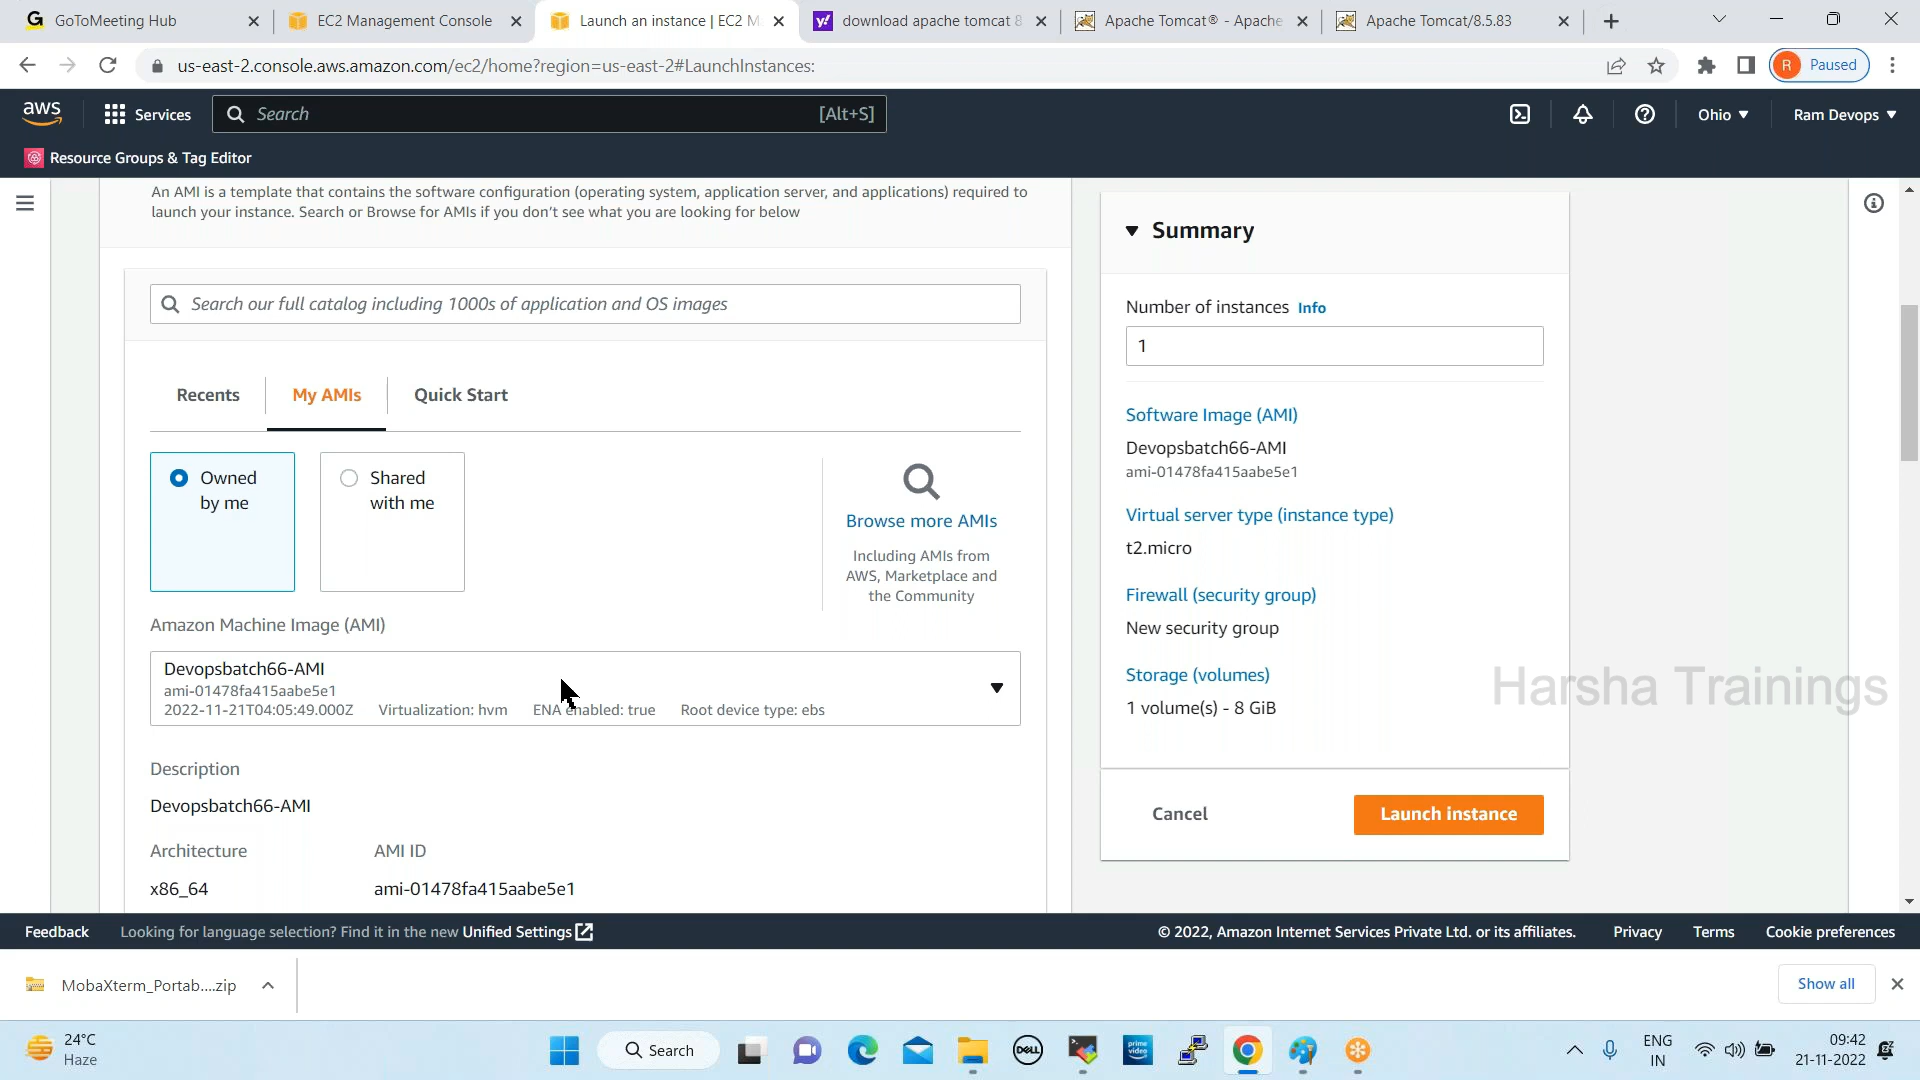 GoToMeeting Hub
EC2 Management Console
Launch an instance | EC2 M
download apache tomcat 8
Apache Tomcat® - Apache
Apache Tomcat/8.5.83
us-east-2.console.aws.amazon.com/ec2/home?region=us-east-2#LaunchInstances:
R Paused
aws
Services
Search
[Alt+S]
Ohio
Ram Devops
Resource Groups & Tag Editor
An AMI is a template that contains the software configuration (operating system, application server, and applications) required to
launch your instance. Search or Browse for AMIs if you don't see what you are looking for below
Search our full catalog including 1000s of application and OS images
Recents
My AMIs
Quick Start
Owned
by me
Shared
with me
Browse more AMIs
Including AMIs from
AWS, Marketplace and
the Community
Amazon Machine Image (AMI)
Devopsbatch66-AMI
ami-01478fa415aabe5e1
2022-11-21T04:05:49.000Z Virtualization: hvm ENA enabled: true Root device type: ebs
Description
Devopsbatch66-AMI
Architecture
AMI ID
x86_64
ami-01478fa415aabe5e1
Summary
Number of instances Info
1
Software Image (AMI)
Devopsbatch66-AMI
ami-01478fa415aabe5e1
Virtual server type (instance type)
t2.micro
Firewall (security group)
New security group
Storage (volumes)
1 volume(s) - 8 GiB
Cancel
Launch instance
Harsha Trainings
Feedback
Looking for language selection? Find it in the new Unified Settings
© 2022, Amazon Internet Services Private Ltd. or its affiliates.
Privacy
Terms
Cookie preferences
MobaXterm_Portab....zip
Show all
24°C
Haze
Search
DELL
prime
video
ENG
IN
09:42
21-11-2022